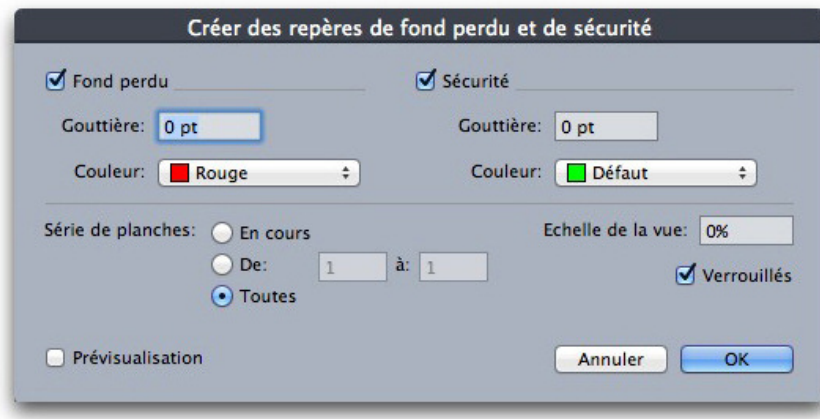 Créer des repères de fond perdu et de sécurité
Fond perdu
Sécurité
Gouttière: 0 pt
Gouttière: 0 pt
Couleur: Rouge
Couleur: Défaut
Série de planches: En cours
Echelle de la vue: 0%
De: 1 à: 1
Verrouillés
Toutes
Prévisualisation
Annuler
OK